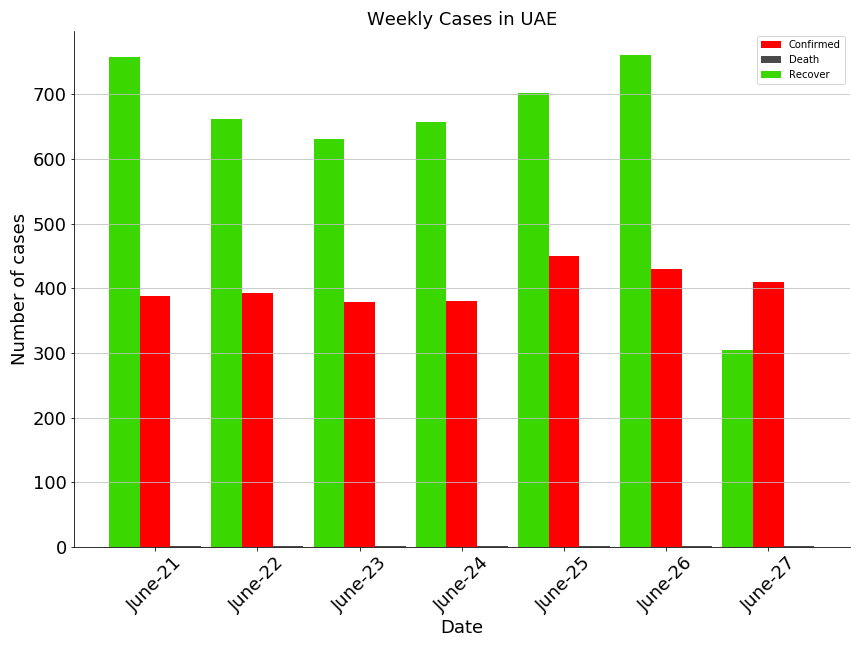 Weekly Cases in UAE
Confirmed
Death
Recover
Number of cases
700
600
500
400
300
200
100
0
June-21
June-22
June-23
June-24
June-25
June-26
June-27
Date